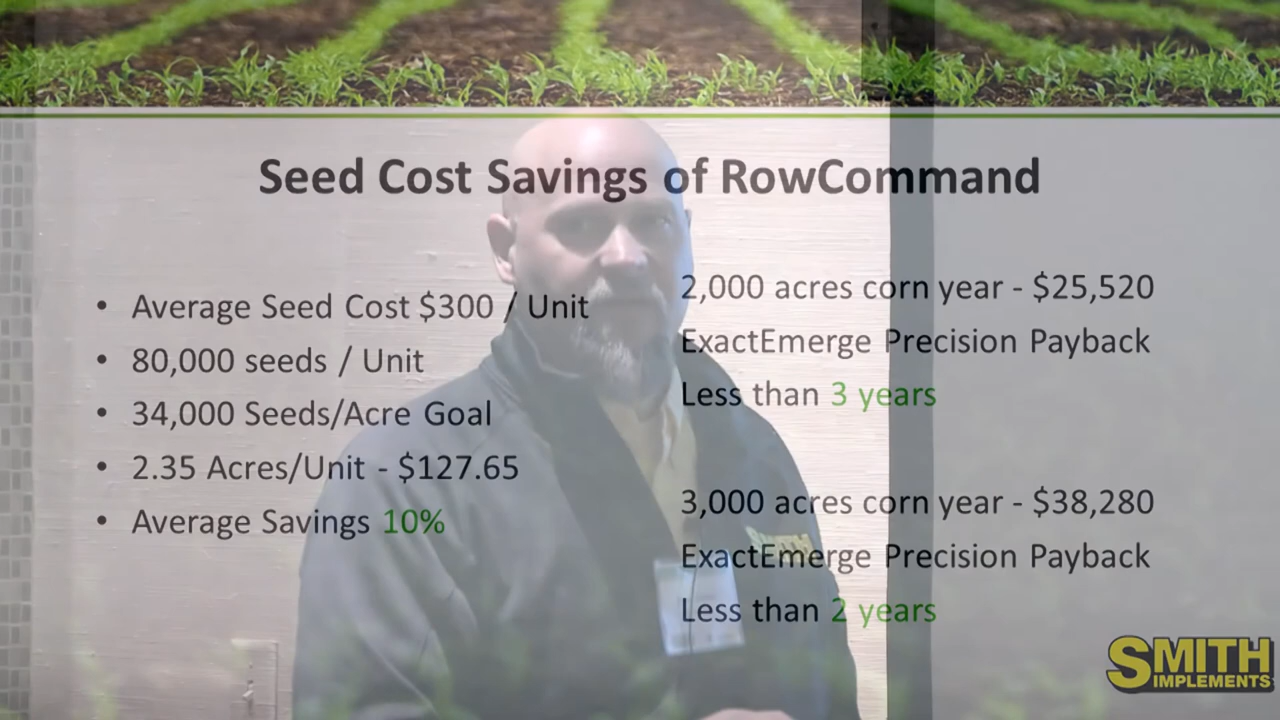 Seed Cost Savings of RowCommand
• Average Seed Cost $300 / Unit
• 80,000 seeds / Unit
• 34,000 Seeds/Acre Goal
• 2.35 Acres/Unit - $127.65
• Average Savings 10%
2,000 acres corn year - $25,520
ExactEmerge Precision Payback
Less than 3 years
3,000 acres corn year - $38,280
ExactEmerge Precision Payback
Less than 2 years
SMITH
IMPLEMENTS